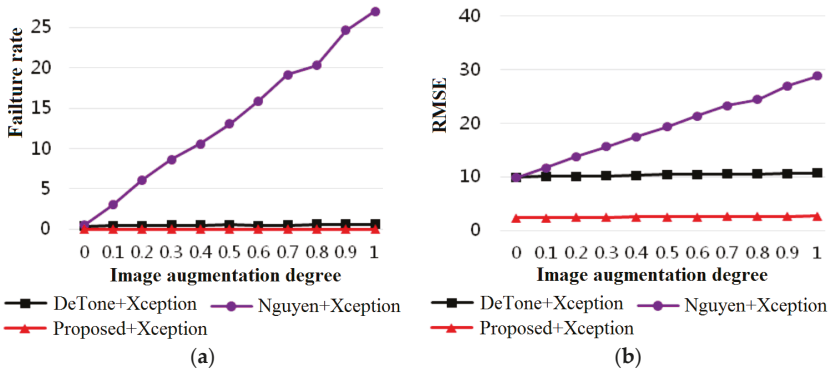 25
20
15
10
5
0
Failture rate
0 0.1 0.2 0.3 0.4 0.5 0.6 0.7 0.8 0.9 1
Image augmentation degree
DeTone+Xception
Nguyen+Xception
Proposed+Xception
(a)
40
30
20
10
0
RMSE
0 0.1 0.2 0.3 0.4 0.5 0.6 0.7 0.8 0.9 1
Image augmentation degree
DeTone+Xception
Nguyen+Xception
Proposed+Xception
(b)